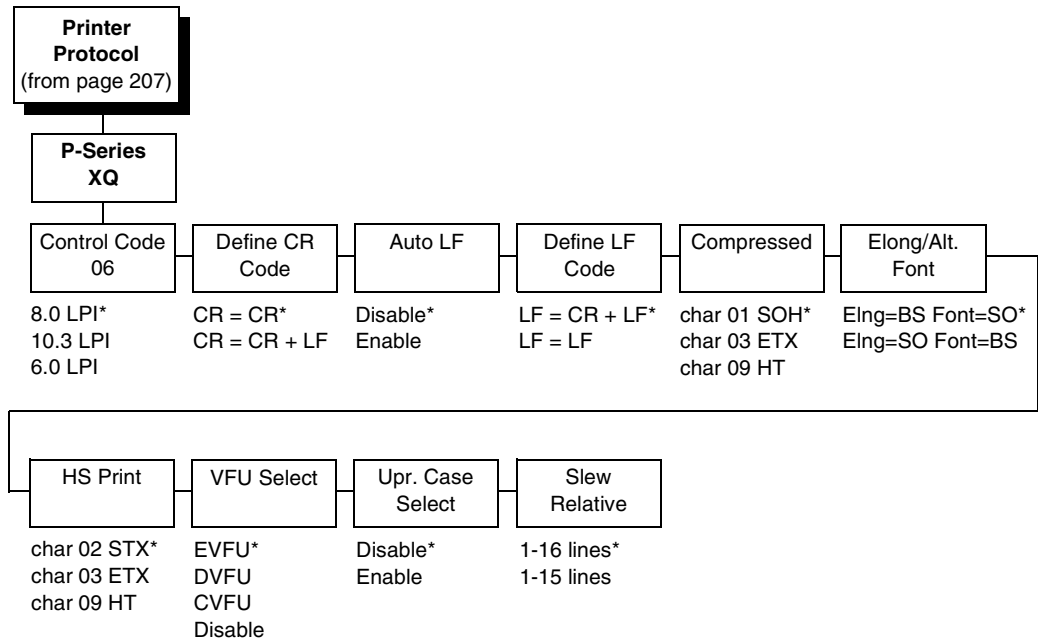 Printer
Protocol
(from page 207)
P-Series
XQ
Control Code
06
8.0 LPI*
10.3 LPI
6.0 LPI
Define CR
Code
CR = CR*
CR = CR + LF
Auto LF
Disable*
Enable
Define LF
Code
LF = CR + LF*
LF = LF
Compressed
char 01 SOH*
char 03 ETX
char 09 HT
Elong/Alt.
Font
Elng=BS Font=SO*
Elng=SO Font=BS
HS Print
char 02 STX*
char 03 ETX
char 09 HT
VFU Select
EVFU*
DVFU
CVFU
Disable
Upr. Case
Select
Disable*
Enable
Slew
Relative
1-16 lines*
1-15 lines